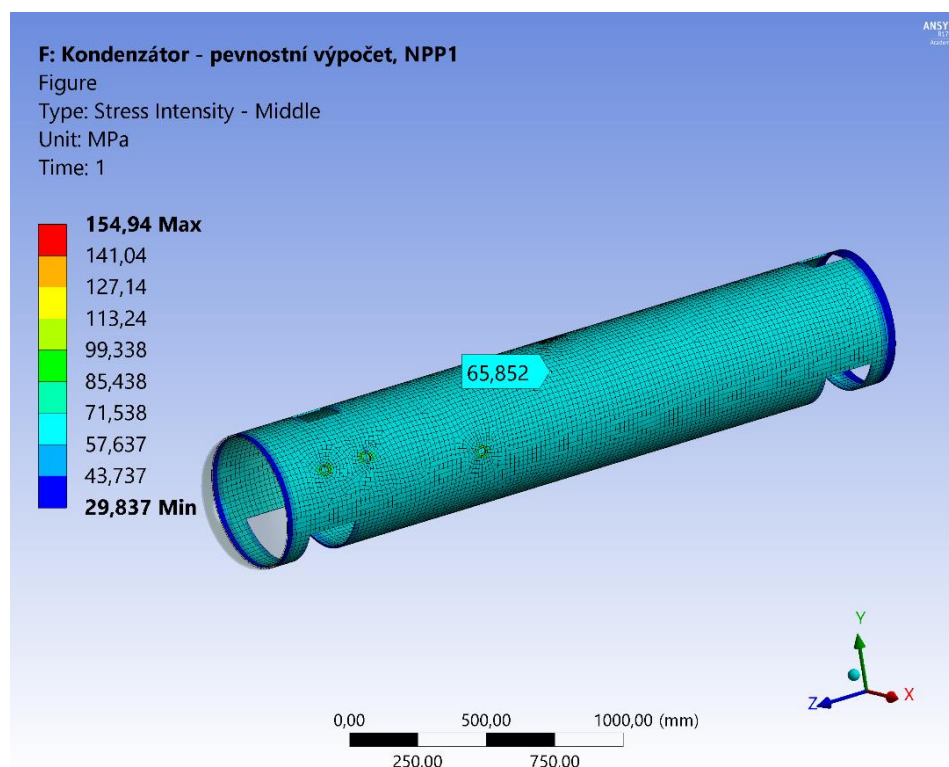 ANSY
F: Kondenzátor - pevnostní výpočet, NPP1
Figure
Type: Stress Intensity - Middle
Unit: MPa
Time: 1
154,94 Max
141,04
127,14
113,24
99,338
85,438
71,538
57,637
43,737
29,837 Min
65,852
Y
Z
X
0,00 500,00 1000,00 (mm)
250,00 750,00